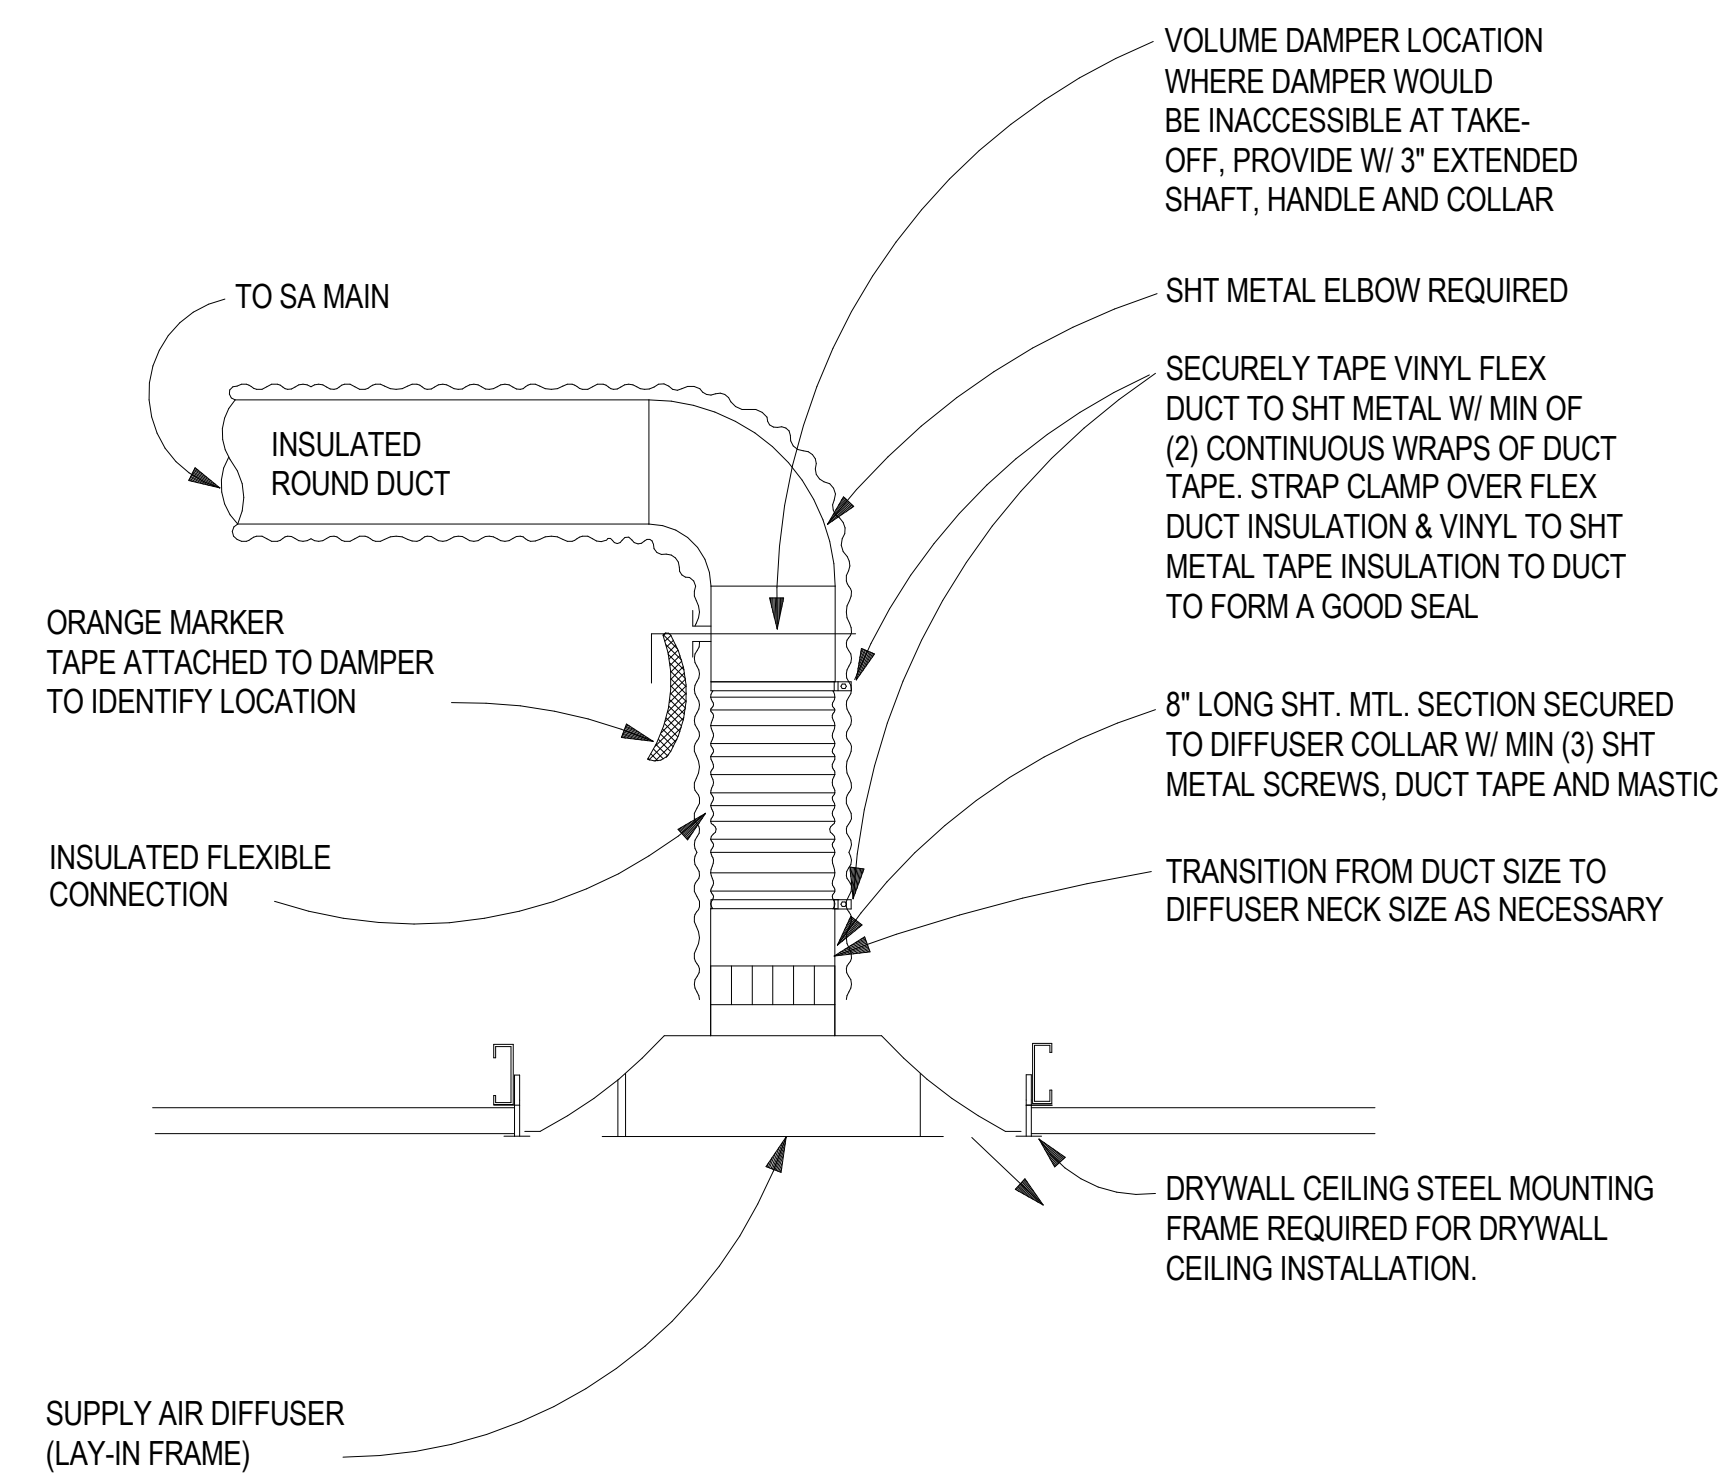 VOLUME DAMPER LOCATION
WHERE DAMPER WOULD
BE INACCESSIBLE AT TAKE-
OFF, PROVIDE W/ 3" EXTENDED
SHAFT, HANDLE AND COLLAR
TO SA MAIN
SHT METAL ELBOW REQUIRED
INSULATED
ROUND DUCT
SECURELY TAPE VINYL FLEX
DUCT TO SHT METAL W/ MIN OF
(2) CONTINUOUS WRAPS OF DUCT
TAPE. STRAP CLAMP OVER FLEX
DUCT INSULATION & VINYL TO SHT
METAL TAPE INSULATION TO DUCT
TO FORM A GOOD SEAL
ORANGE MARKER
TAPE ATTACHED TO DAMPER
TO IDENTIFY LOCATION
8" LONG SHT. MTL. SECTION SECURED
TO DIFFUSER COLLAR W/ MIN (3) SHT
METAL SCREWS, DUCT TAPE AND MASTIC
INSULATED FLEXIBLE
CONNECTION
TRANSITION FROM DUCT SIZE TO
DIFFUSER NECK SIZE AS NECESSARY
DRYWALL CEILING STEEL MOUNTING
FRAME REQUIRED FOR DRYWALL
CEILING INSTALLATION.
SUPPLY AIR DIFFUSER
(LAY-IN FRAME)